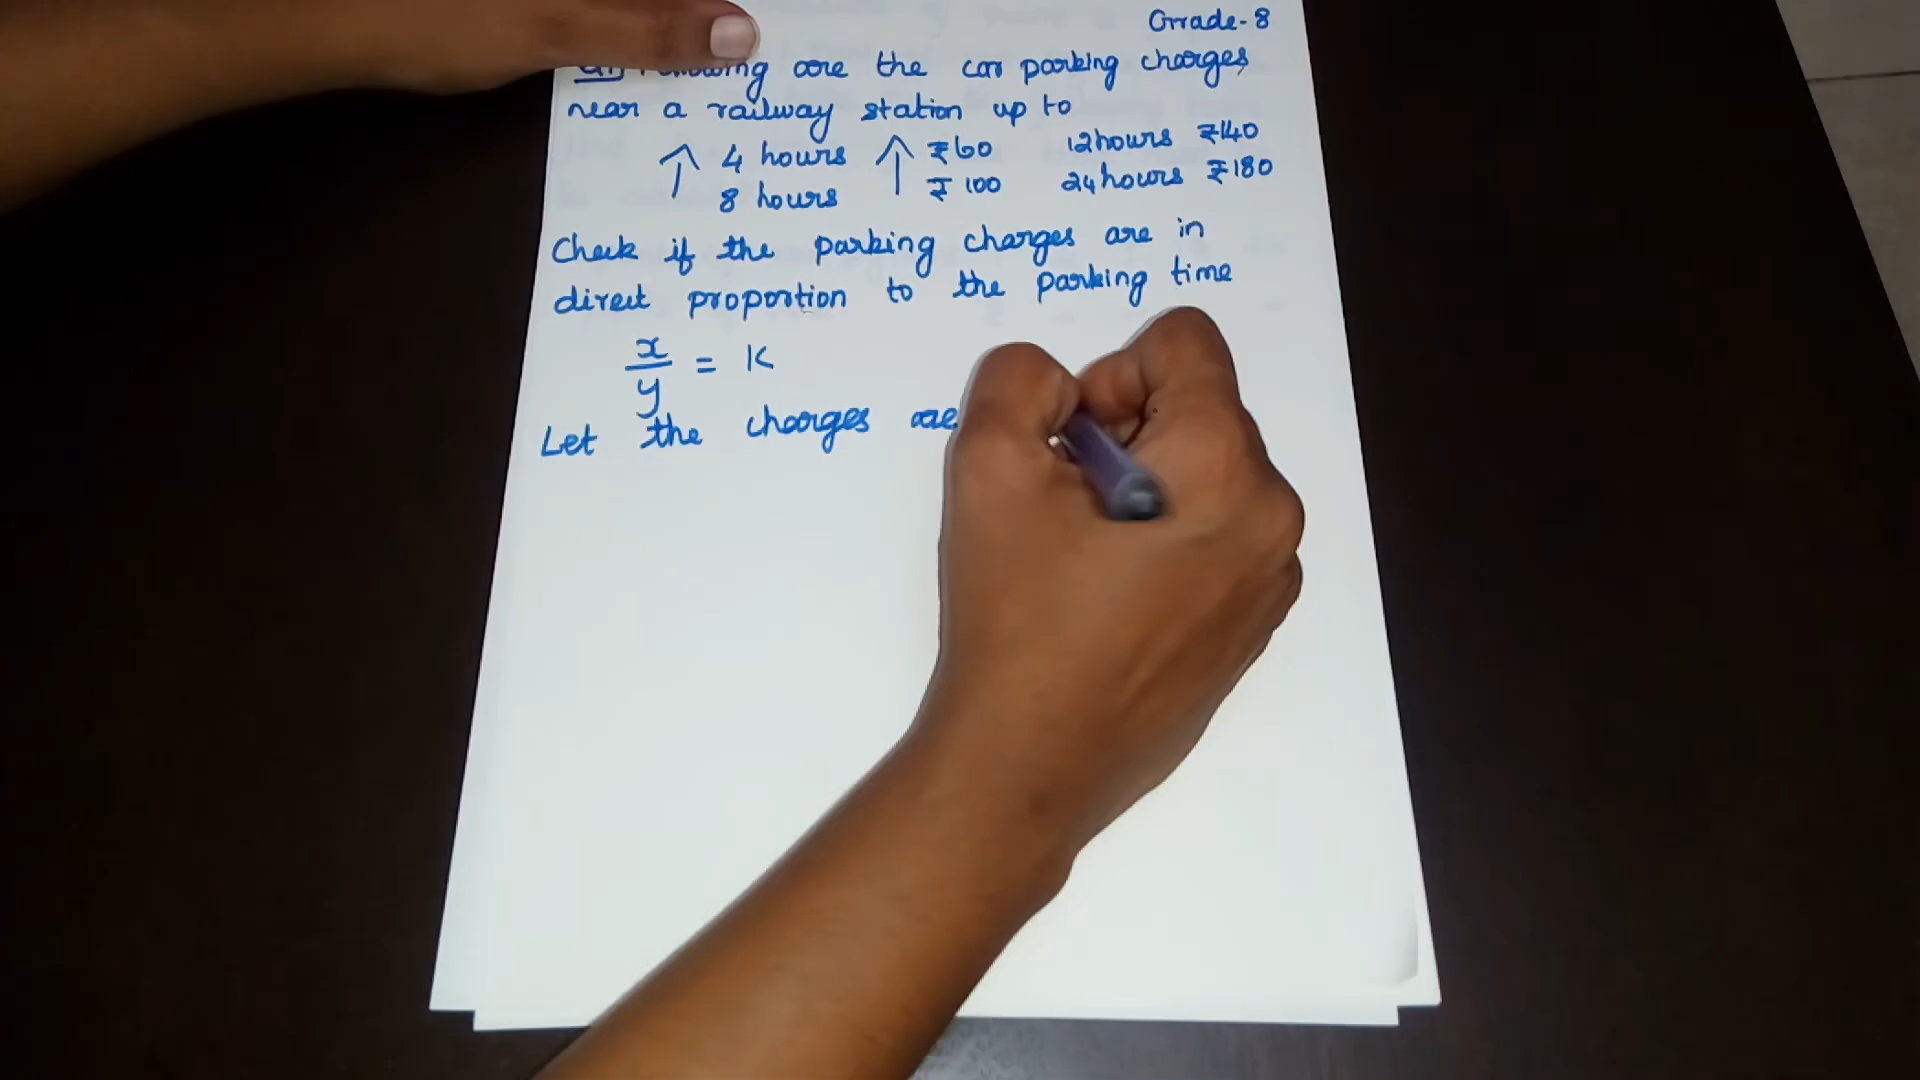 Grade-8
Following are the car parking charges
near a railway station up to
4 hours ₹60 12 hours ₹140
8 hours ₹100 24 hours ₹180
Check if the parking charges are in
direct proportion to the parking time
x/y = K
Let the charges are